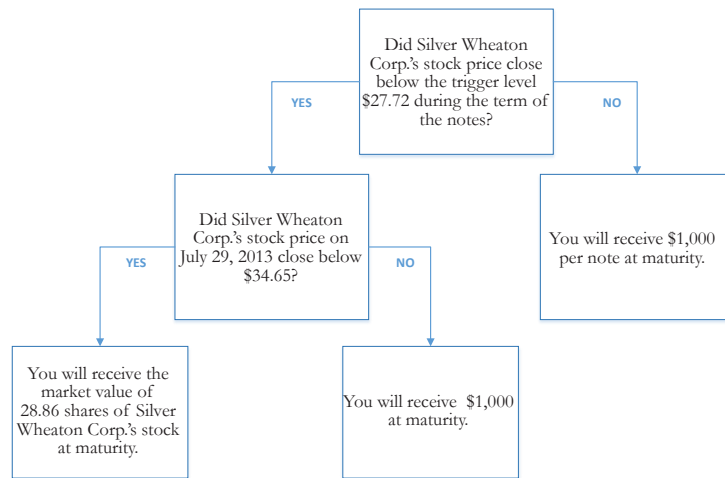 Did Silver Wheaton
Corp.'s stock price close
below the trigger level
$27.72 during the term of
the notes?
YES
NO
Did Silver Wheaton
Corp.'s stock price on
July 29, 2013 close below
$34.65?
You will receive $1,000
per note at maturity.
YES
NO
You will receive the
market value of
28.86 shares of Silver
Wheaton Corp.'s stock
at maturity.
You will receive $1,000
at maturity.